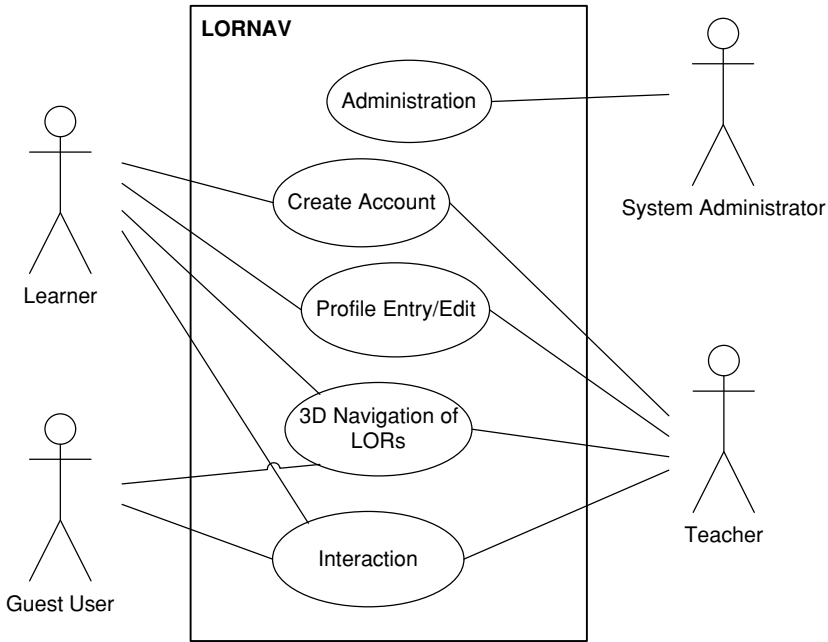 LORNAV
Administration
System Administrator
Create Account
Learner
Profile Entry/Edit
3D Navigation of
LORs
Teacher
Interaction
Guest User